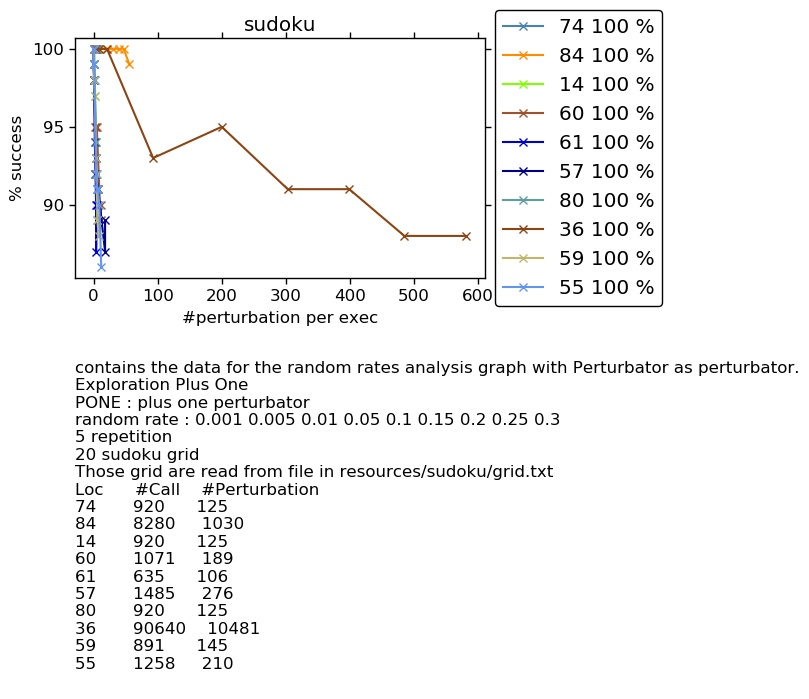 sudoku
100
95
90
% success
0 100 200 300 400 500 600
#perturbation per exec
74 100 %
84 100 %
14 100 %
60 100 %
61 100 %
57 100 %
80 100 %
36 100 %
59 100 %
55 100 %
contains the data for the random rates analysis graph with Perturbator as perturbator.
Exploration Plus One
PONE : plus one perturbator
random rate : 0.001 0.005 0.01 0.05 0.1 0.15 0.2 0.25 0.3
5 repetition
20 sudoku grid
Those grid are read from file in resources/sudoku/grid.txt
Loc #Call #Perturbation
74 920 125
84 8280 1030
14 920 125
60 1071 189
61 635 106
57 1485 276
80 920 125
36 90640 10481
59 891 145
55 1258 210